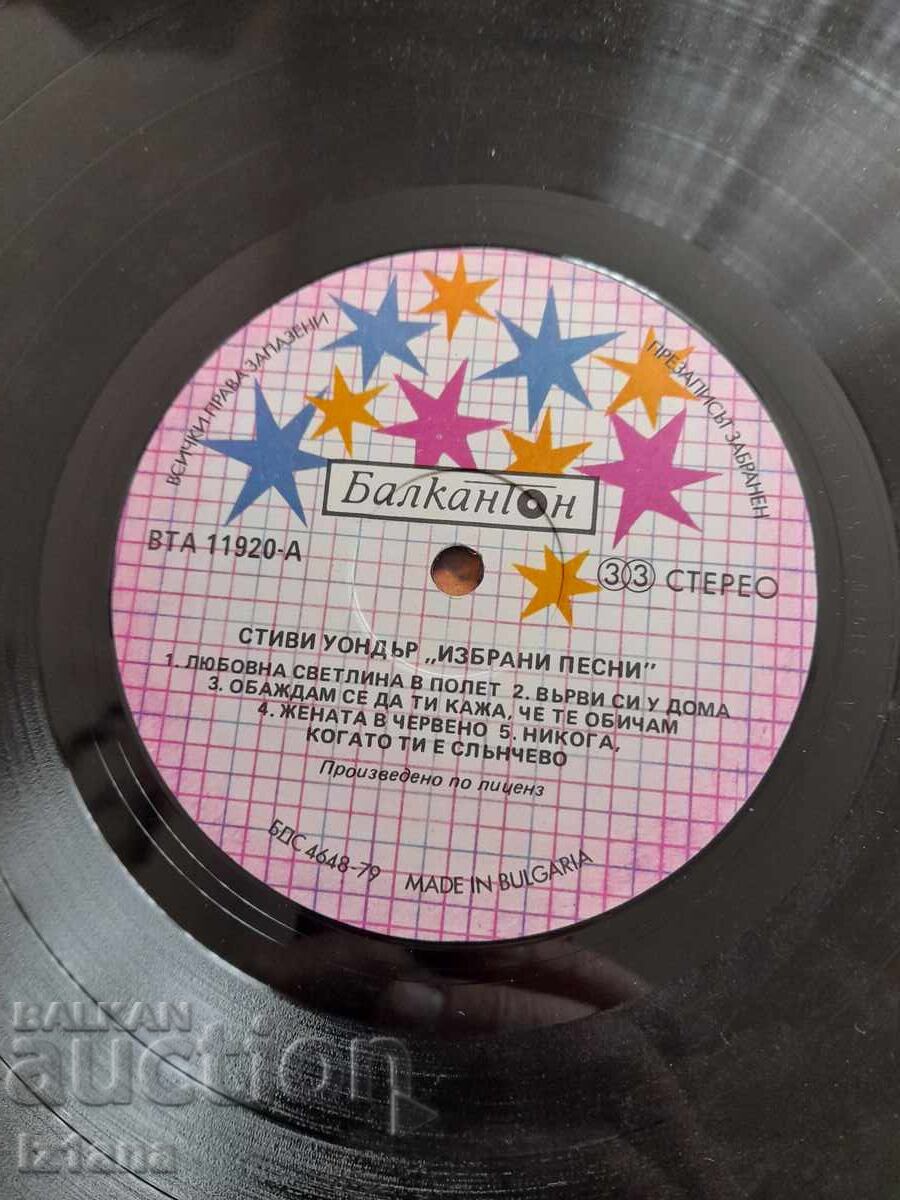 ВСИЧКИ ПРАВА ЗАПАЗЕНИ
ПРЕЗАПИСЪТ ЗАБРАНЕН
Балкантон
ВТА 11920-А
33 СТЕРЕО
СТИВИ УОНДЪР „ИЗБРАНИ ПЕСНИ"
1. ЛЮБОВНА СВЕТЛИНА В ПОЛЕТ 2. ВЪРВИ СИ У ДОМА
3. ОБАЖДАМ СЕ ДА ТИ КАЖА, ЧЕ ТЕ ОБИЧАМ
4. ЖЕНАТА В ЧЕРВЕНО 5. НИКОГА,
КОГАТО ТИ Е СЛЪНЧЕВО
Произведено по лиценз
БДС 4648-79 MADE IN BULGARIA
BALKAN
auction
Iziana